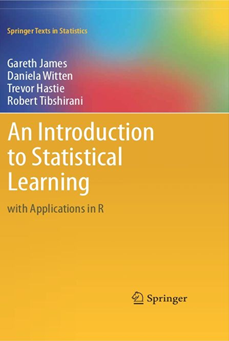 Springer Texts in Statistics
Gareth James
Daniela Witten
Trevor Hastie
Robert Tibshirani
An Introduction
to Statistical
Learning
with Applications in R
Springer